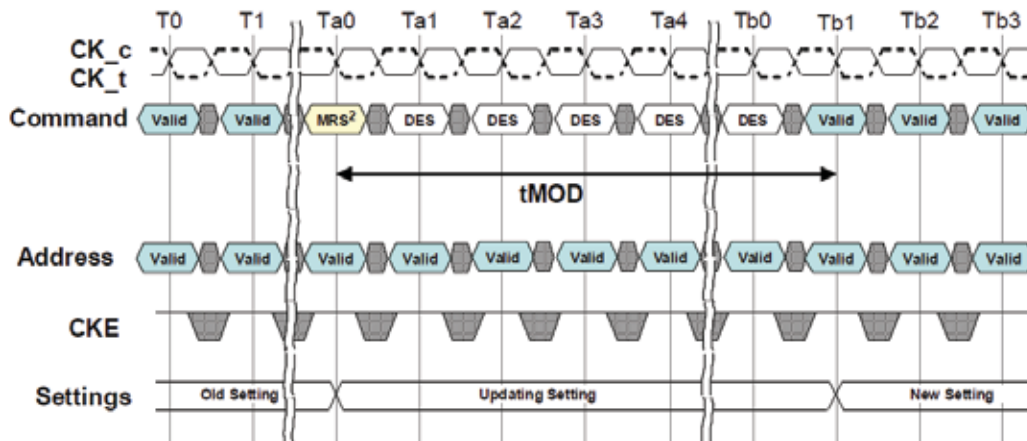 T0 T1 Ta0 Ta1 Ta2 Ta3 Ta4 Tb0 Tb1 Tb2 Tb3
CK_c
CK_t
Command Valid Valid MRS² DES DES DES DES DES Valid Valid Valid
tMOD
Address Valid Valid Valid Valid Valid Valid Valid Valid Valid Valid Valid
CKE
Settings Old Setting Updating Setting New Setting